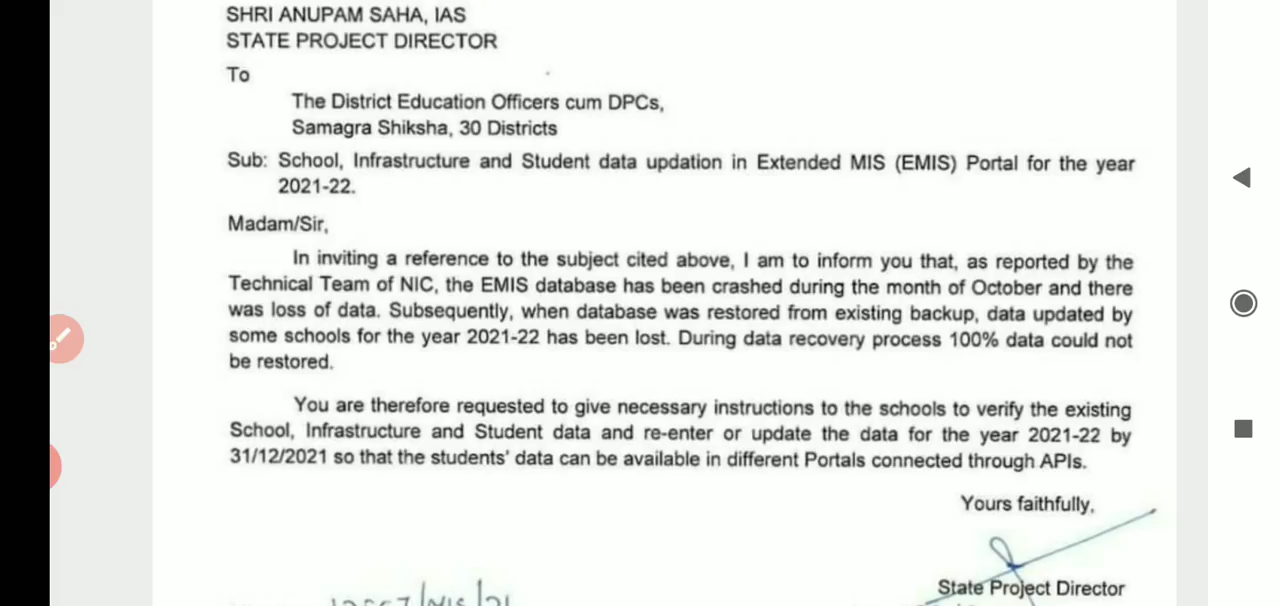 SHRI ANUPAM SAHA, IAS
STATE PROJECT DIRECTOR
To
The District Education Officers cum DPCs,
Samagra Shiksha, 30 Districts
Sub: School, Infrastructure and Student data updation in Extended MIS (EMIS) Portal for the year
2021-22.
Madam/Sir,
In inviting a reference to the subject cited above, I am to inform you that, as reported by the
Technical Team of NIC, the EMIS database has been crashed during the month of October and there
was loss of data. Subsequently, when database was restored from existing backup, data updated by
some schools for the year 2021-22 has been lost. During data recovery process 100% data could not
be restored.
You are therefore requested to give necessary instructions to the schools to verify the existing
School, Infrastructure and Student data and re-enter or update the data for the year 2021-22 by
31/12/2021 so that the students' data can be available in different Portals connected through APIs.
Yours faithfully,
State Project Director